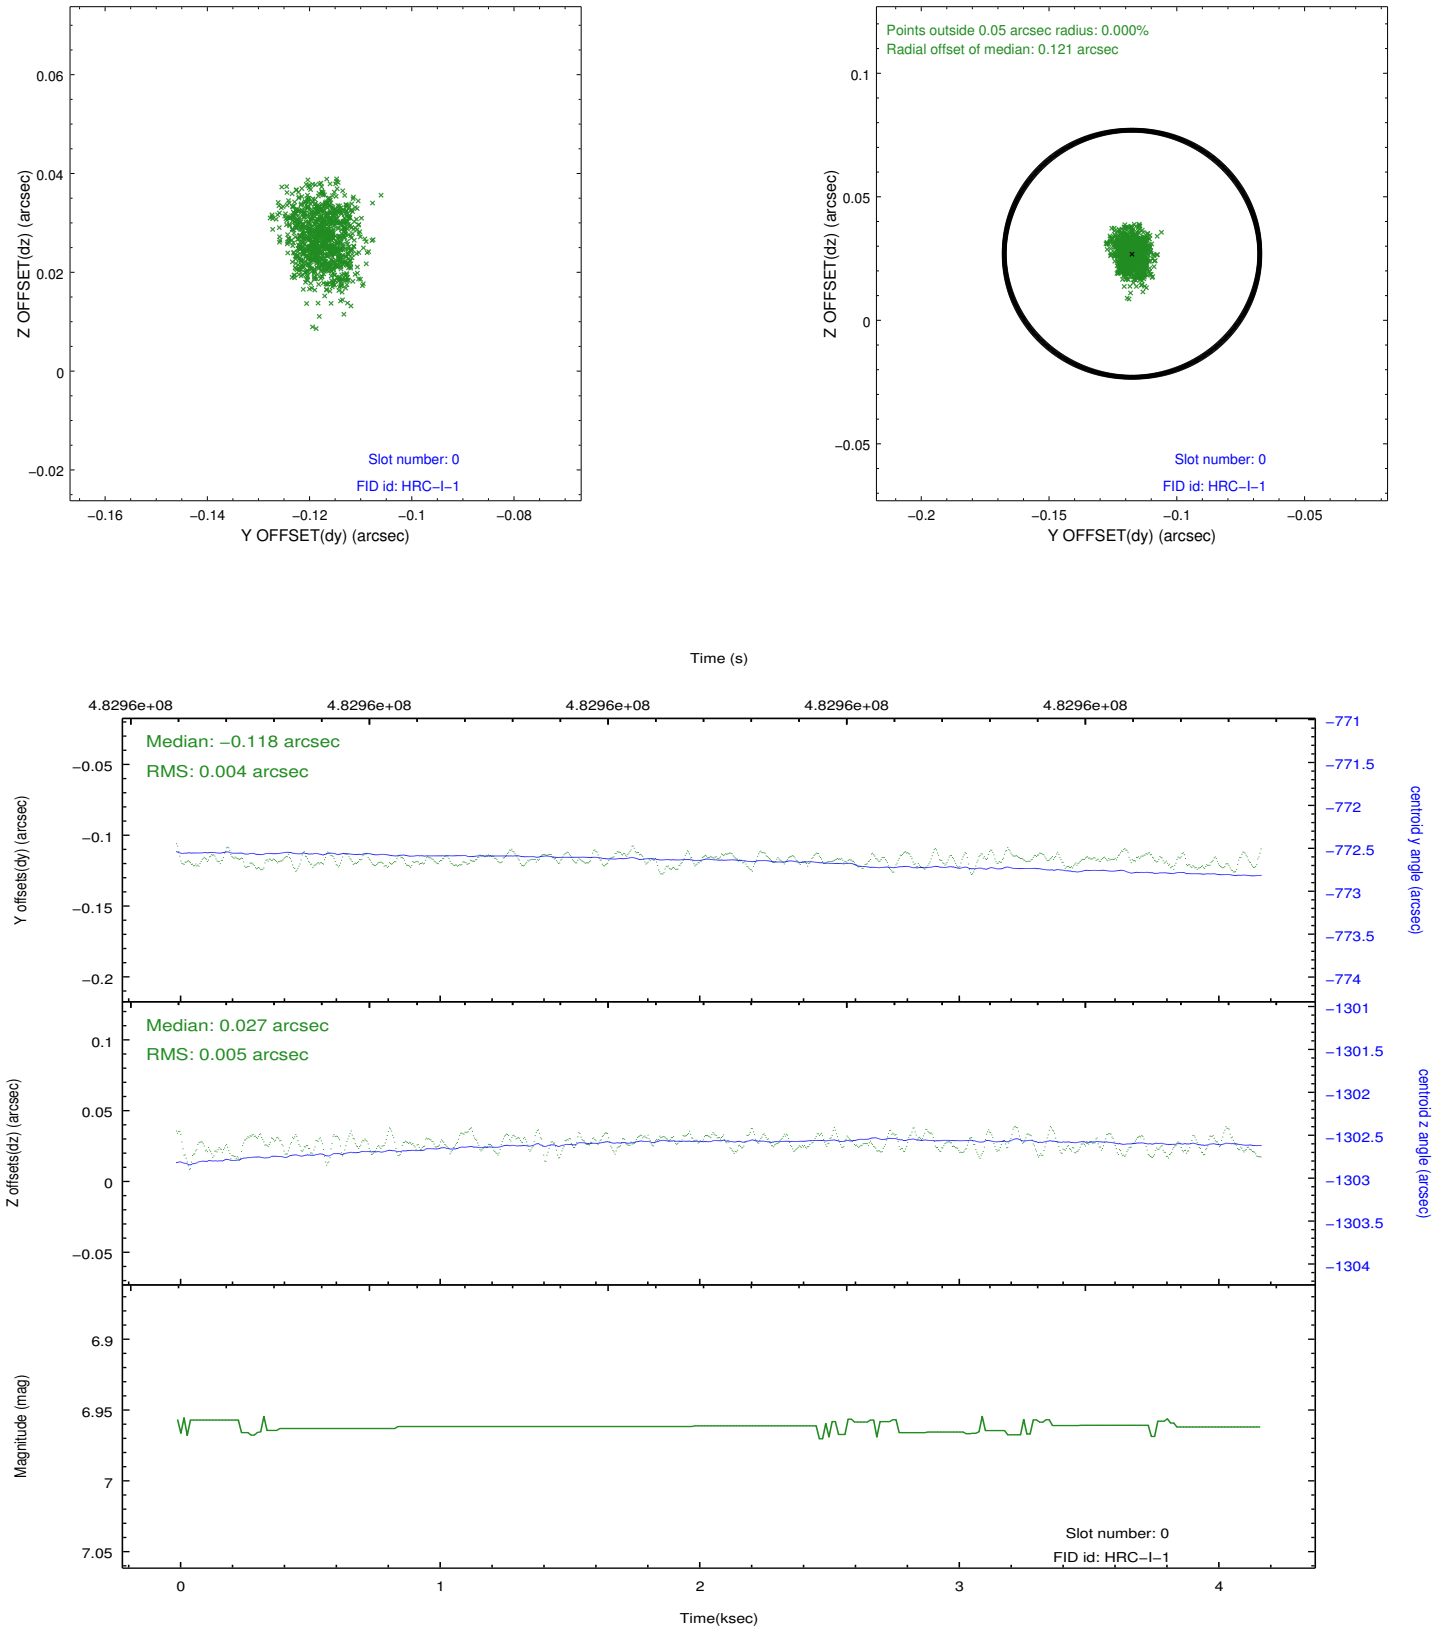 0.06
0.04
0.02
0
−0.02
Z OFFSET(dz) (arcsec)
Slot number: 0
FID id: HRC−I−1
−0.16 −0.14 −0.12 −0.1 −0.08
Y OFFSET(dy) (arcsec)
Points outside 0.05 arcsec radius: 0.000%
Radial offset of median: 0.121 arcsec
0.1
0.05
0
−0.05
Z OFFSET(dz) (arcsec)
Slot number: 0
FID id: HRC−I−1
−0.2 −0.15 −0.1 −0.05
Y OFFSET(dy) (arcsec)
Time (s)
4.8296e+08 4.8296e+08 4.8296e+08 4.8296e+08 4.8296e+08
Median: −0.118 arcsec
RMS: 0.004 arcsec
−0.05
−0.1
−0.15
−0.2
Y offsets(dy) (arcsec)
−771
−771.5
−772
−772.5
−773
−773.5
−774
centroid y angle (arcsec)
Median: 0.027 arcsec
RMS: 0.005 arcsec
0.1
0.05
0
−0.05
Z offsets(dz) (arcsec)
−1301
−1301.5
−1302
−1302.5
−1303
−1303.5
−1304
centroid z angle (arcsec)
6.9
6.95
7
7.05
Magnitude (mag)
Slot number: 0
FID id: HRC−I−1
0 1 2 3 4
Time(ksec)